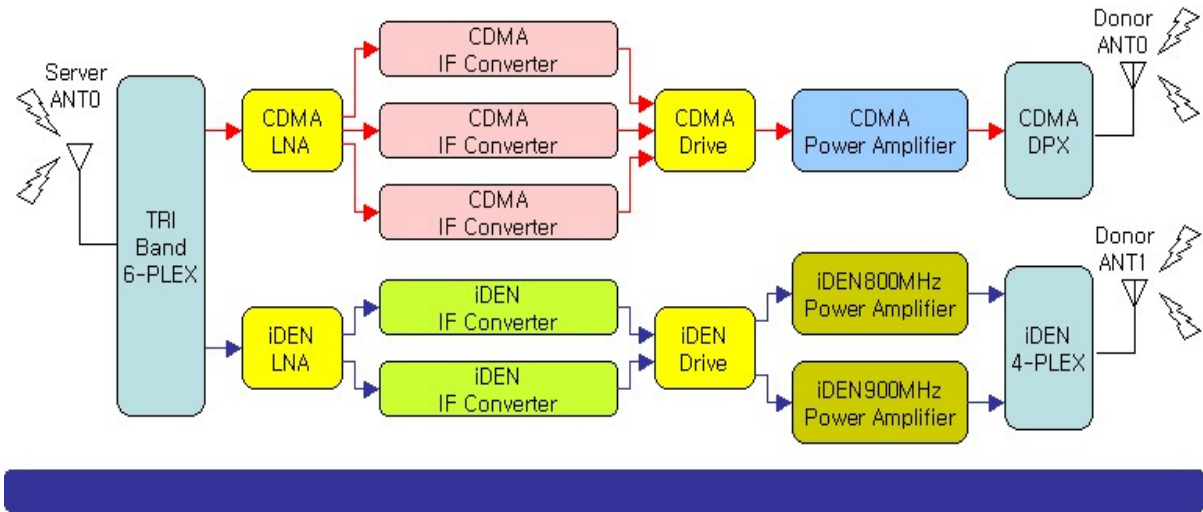 Server
ANT0
TRI
Band
6-PLEX
CDMA
LNA
CDMA
IF Converter
CDMA
IF Converter
CDMA
IF Converter
CDMA
Drive
CDMA
Power Amplifier
CDMA
DPX
Donor
ANT0
iDEN
LNA
iDEN
IF Converter
iDEN
IF Converter
iDEN
Drive
iDEN800MHz
Power Amplifier
iDEN900MHz
Power Amplifier
iDEN
4-PLEX
Donor
ANT1